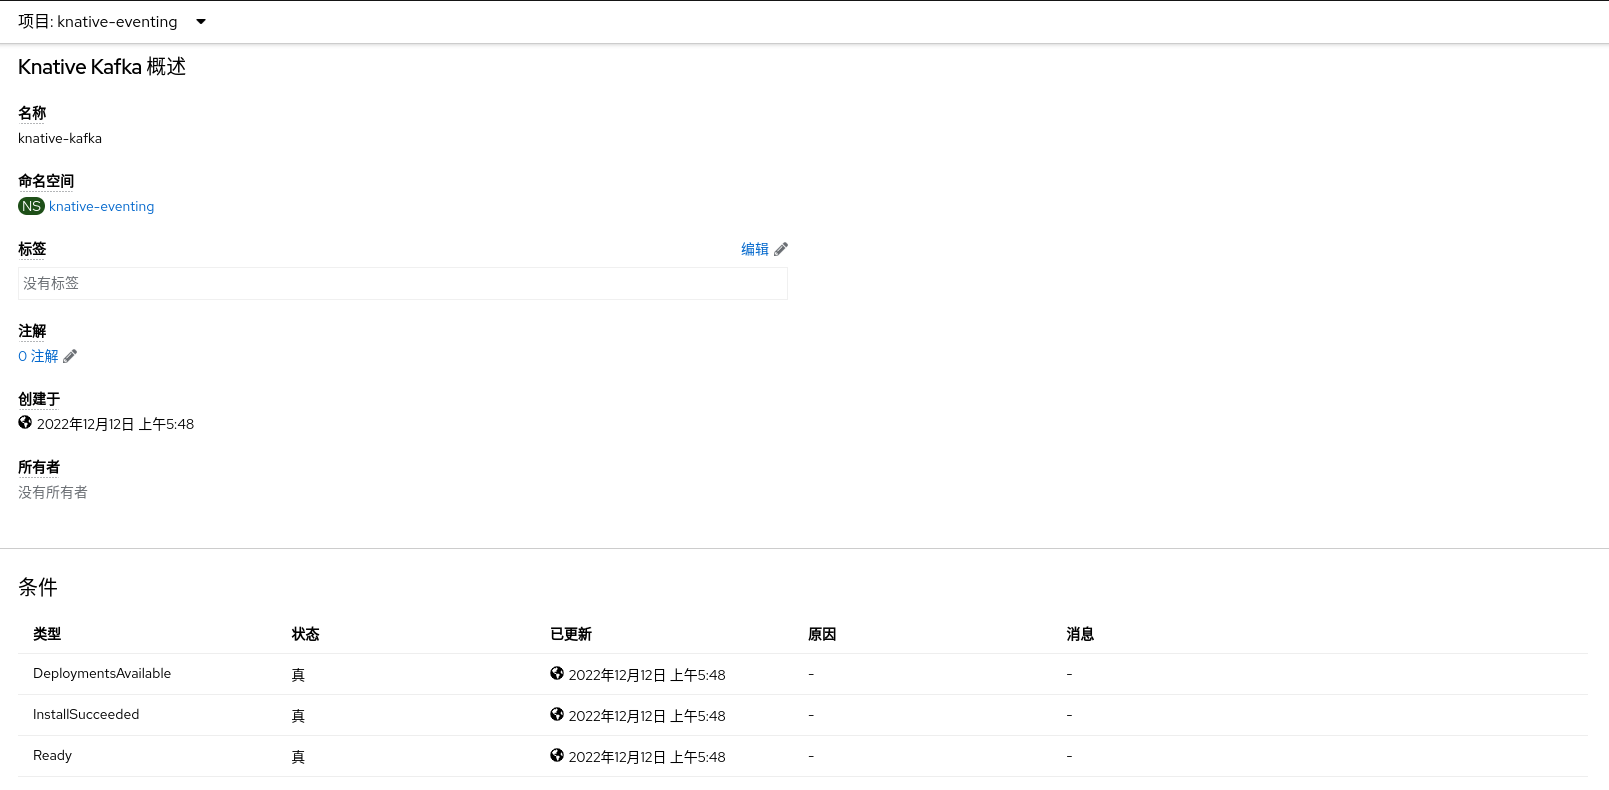 项目: knative-eventing
Knative Kafka 概述
名称
knative-kafka
命名空间
NS knative-eventing
标签 编辑
没有标签
注解
0 注解
创建于
2022年12月12日 上午5:48
所有者
没有所有者
条件
类型 状态 已更新 原因 消息
DeploymentsAvailable 真 2022年12月12日 上午5:48 - -
InstallSucceeded 真 2022年12月12日 上午5:48 - -
Ready 真 2022年12月12日 上午5:48 - -